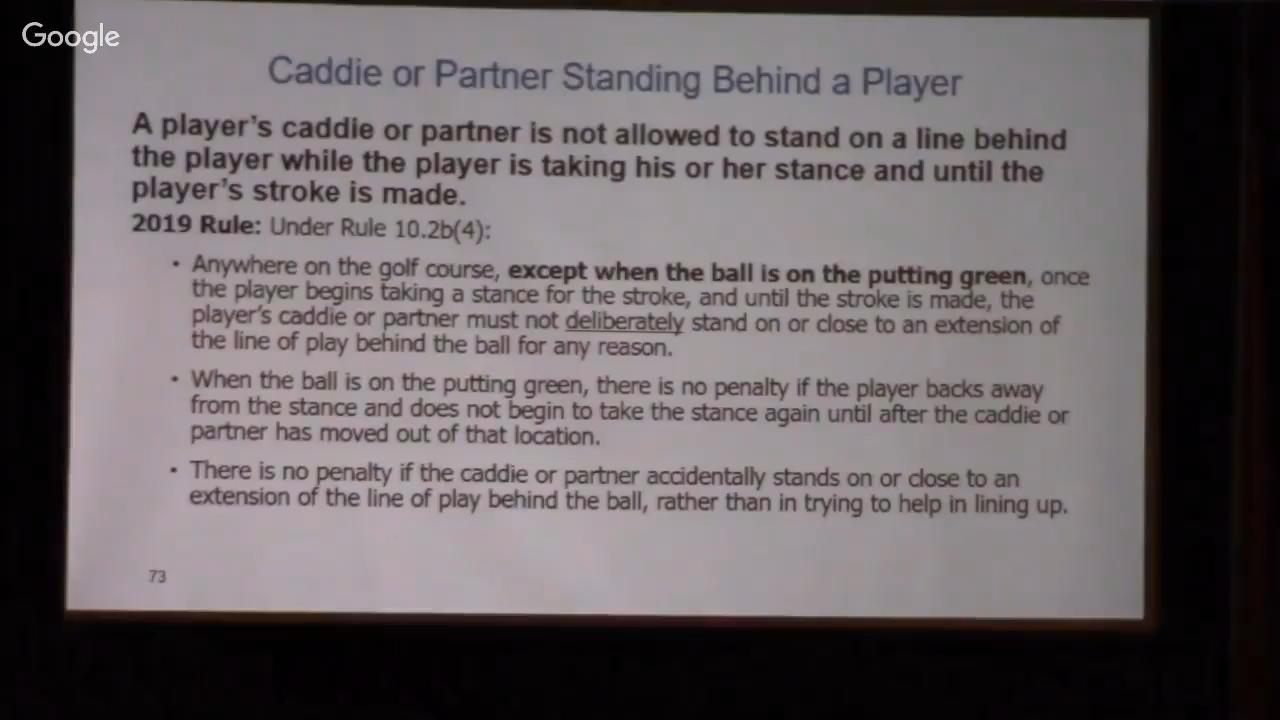 Google
Caddie or Partner Standing Behind a Player
A player's caddie or partner is not allowed to stand on a line behind
the player while the player is taking his or her stance and until the
player's stroke is made.
2019 Rule: Under Rule 10.2b(4):
• Anywhere on the golf course, except when the ball is on the putting green, once
the player begins taking a stance for the stroke, and until the stroke is made, the
player's caddie or partner must not deliberately stand on or close to an extension of
the line of play behind the ball for any reason.
• When the ball is on the putting green, there is no penalty if the player backs away
from the stance and does not begin to take the stance again until after the caddie or
partner has moved out of that location.
• There is no penalty if the caddie or partner accidentally stands on or close to an
extension of the line of play behind the ball, rather than in trying to help in lining up.
73